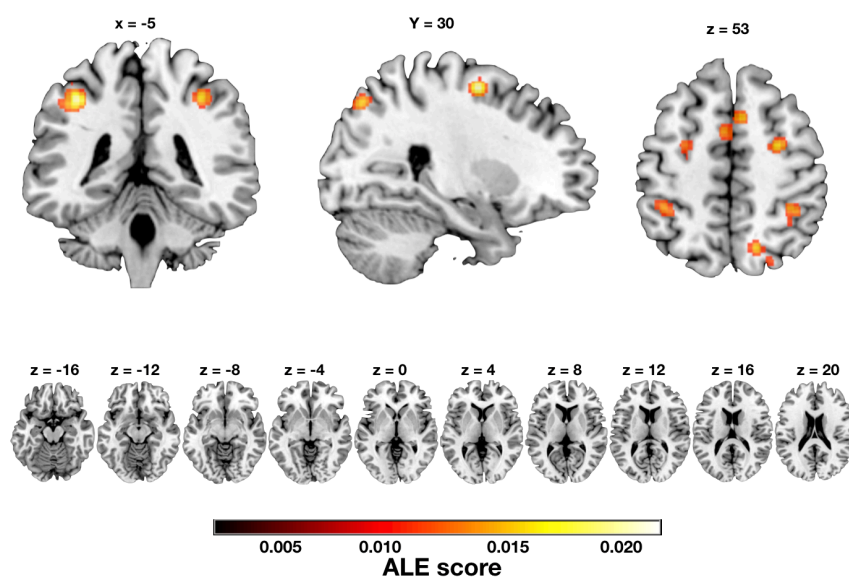 x = -5
Y = 30
z = 53
z = -16 z = -12 z = -8 z = -4 z = 0 z = 4 z = 8 z = 12 z = 16 z = 20
0.005 0.010 0.015 0.020
ALE score